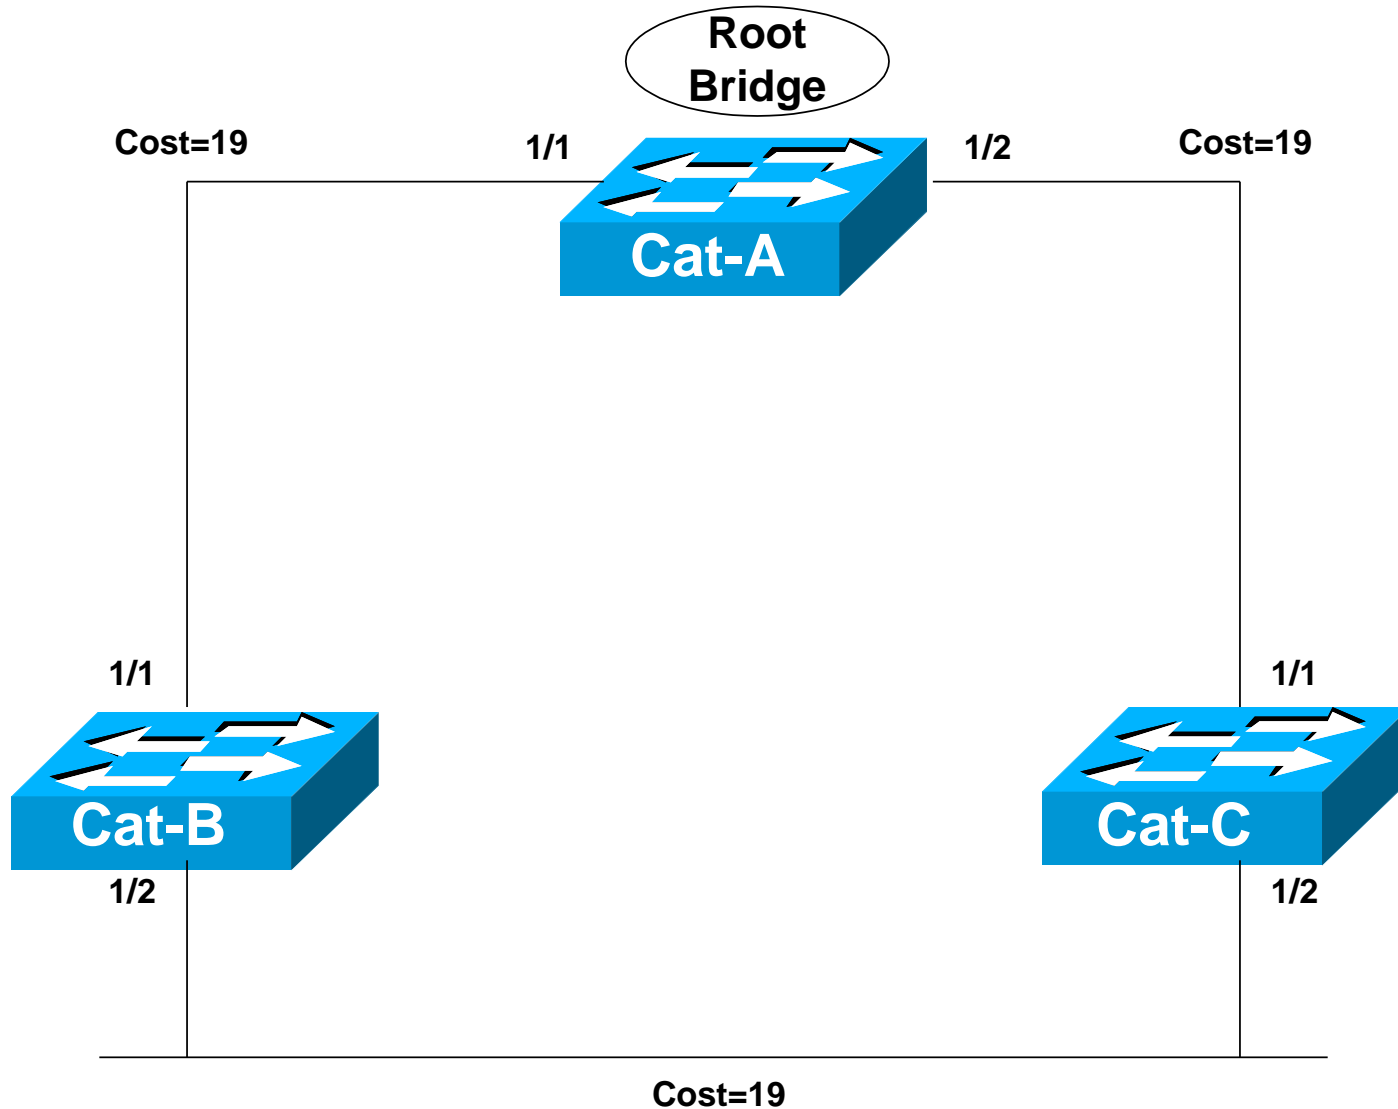 Root
Bridge
Cost=19
1/1
1/2
Cost=19
Cat-A
1/1
1/1
Cat-B
Cat-C
1/2
1/2
Cost=19